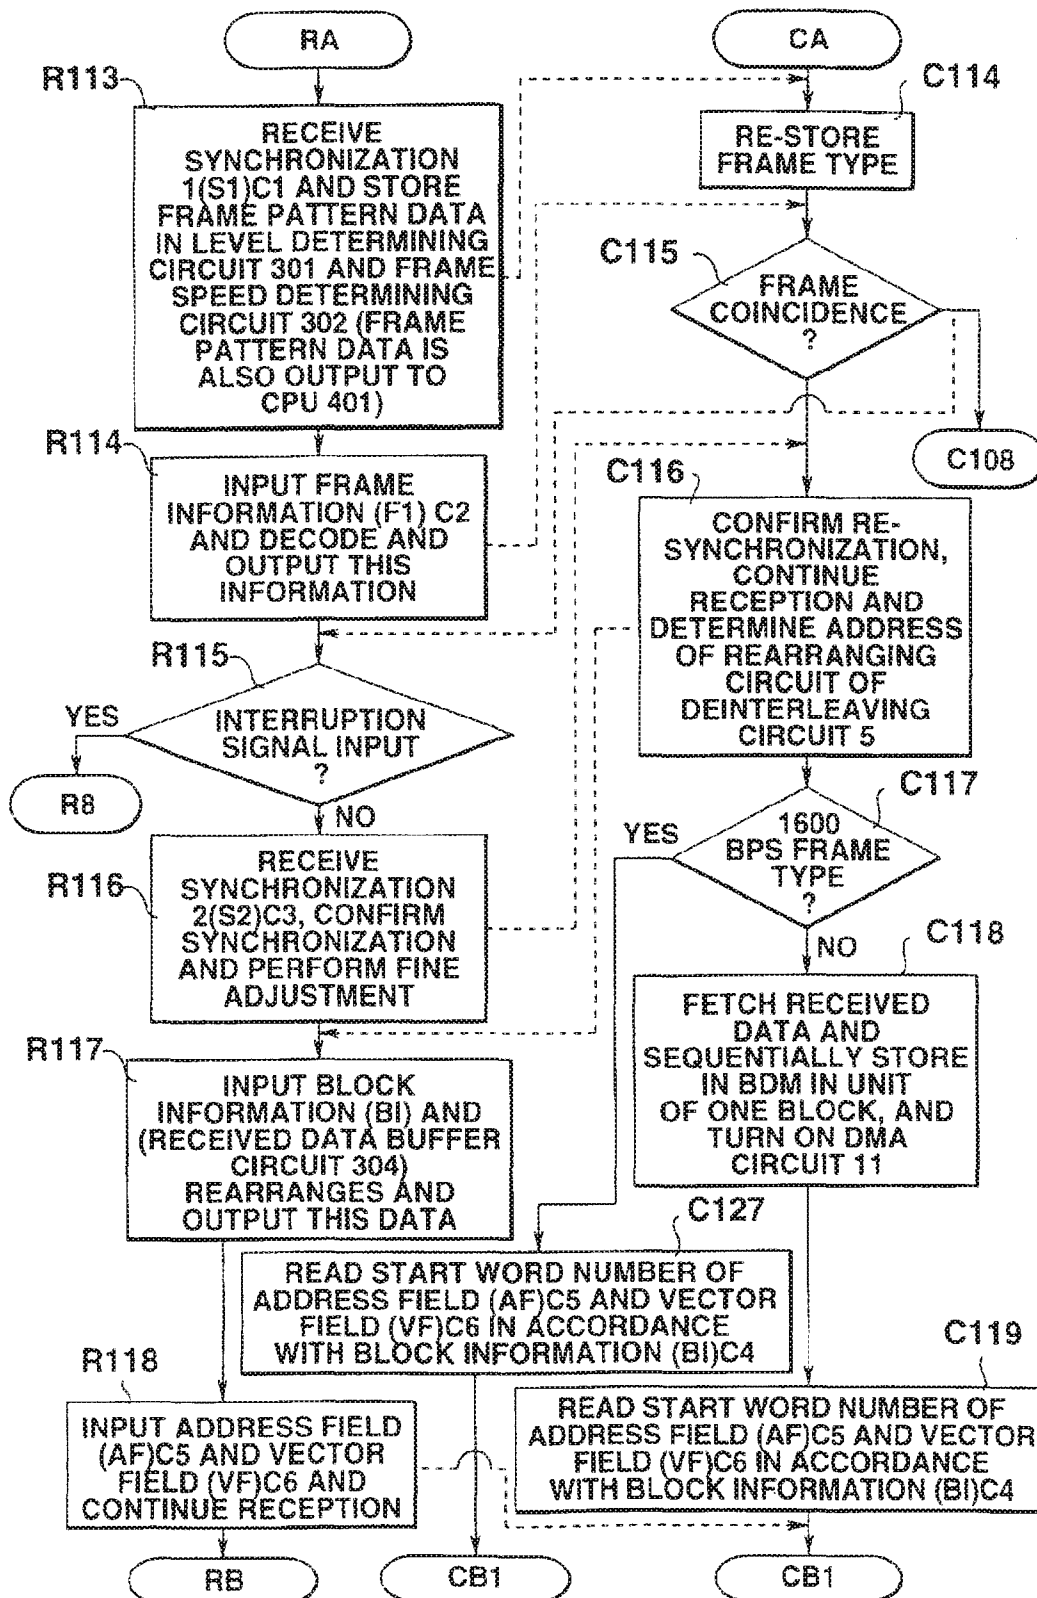 RA
R113
RECEIVE
SYNCHRONIZATION
1(S1)C1 AND STORE
FRAME PATTERN DATA
IN LEVEL DETERMINING
CIRCUIT 301 AND FRAME
SPEED DETERMINING
CIRCUIT 302 (FRAME
PATTERN DATA IS
ALSO OUTPUT TO
CPU 401)
R114
INPUT FRAME
INFORMATION (F1) C2
AND DECODE AND
OUTPUT THIS
INFORMATION
R115
INTERRUPTION
SIGNAL INPUT
?
YES
R8
NO
R116
RECEIVE
SYNCHRONIZATION
2(S2)C3, CONFIRM
SYNCHRONIZATION
AND PERFORM FINE
ADJUSTMENT
R117
INPUT BLOCK
INFORMATION (BI) AND
(RECEIVED DATA BUFFER
CIRCUIT 304)
REARRANGES AND
OUTPUT THIS DATA
R118
INPUT ADDRESS FIELD
(AF)C5 AND VECTOR
FIELD (VF)C6 AND
CONTINUE RECEPTION
RB
CA
C114
RE-STORE
FRAME TYPE
C115
FRAME
COINCIDENCE
?
C108
C116
CONFIRM RE-
SYNCHRONIZATION,
CONTINUE
RECEPTION AND
DETERMINE ADDRESS
OF REARRANGING
CIRCUIT OF
DEINTERLEAVING
CIRCUIT 5
C117
1600
BPS FRAME
TYPE
?
YES
NO
C118
FETCH RECEIVED
DATA AND
SEQUENTIALLY STORE
IN BDM IN UNIT
OF ONE BLOCK, AND
TURN ON DMA
CIRCUIT 11
C127
READ START WORD NUMBER OF
ADDRESS FIELD (AF)C5 AND VECTOR
FIELD (VF)C6 IN ACCORDANCE
WITH BLOCK INFORMATION (BI)C4
CB1
C119
READ START WORD NUMBER OF
ADDRESS FIELD (AF)C5 AND VECTOR
FIELD (VF)C6 IN ACCORDANCE
WITH BLOCK INFORMATION (BI)C4
CB1